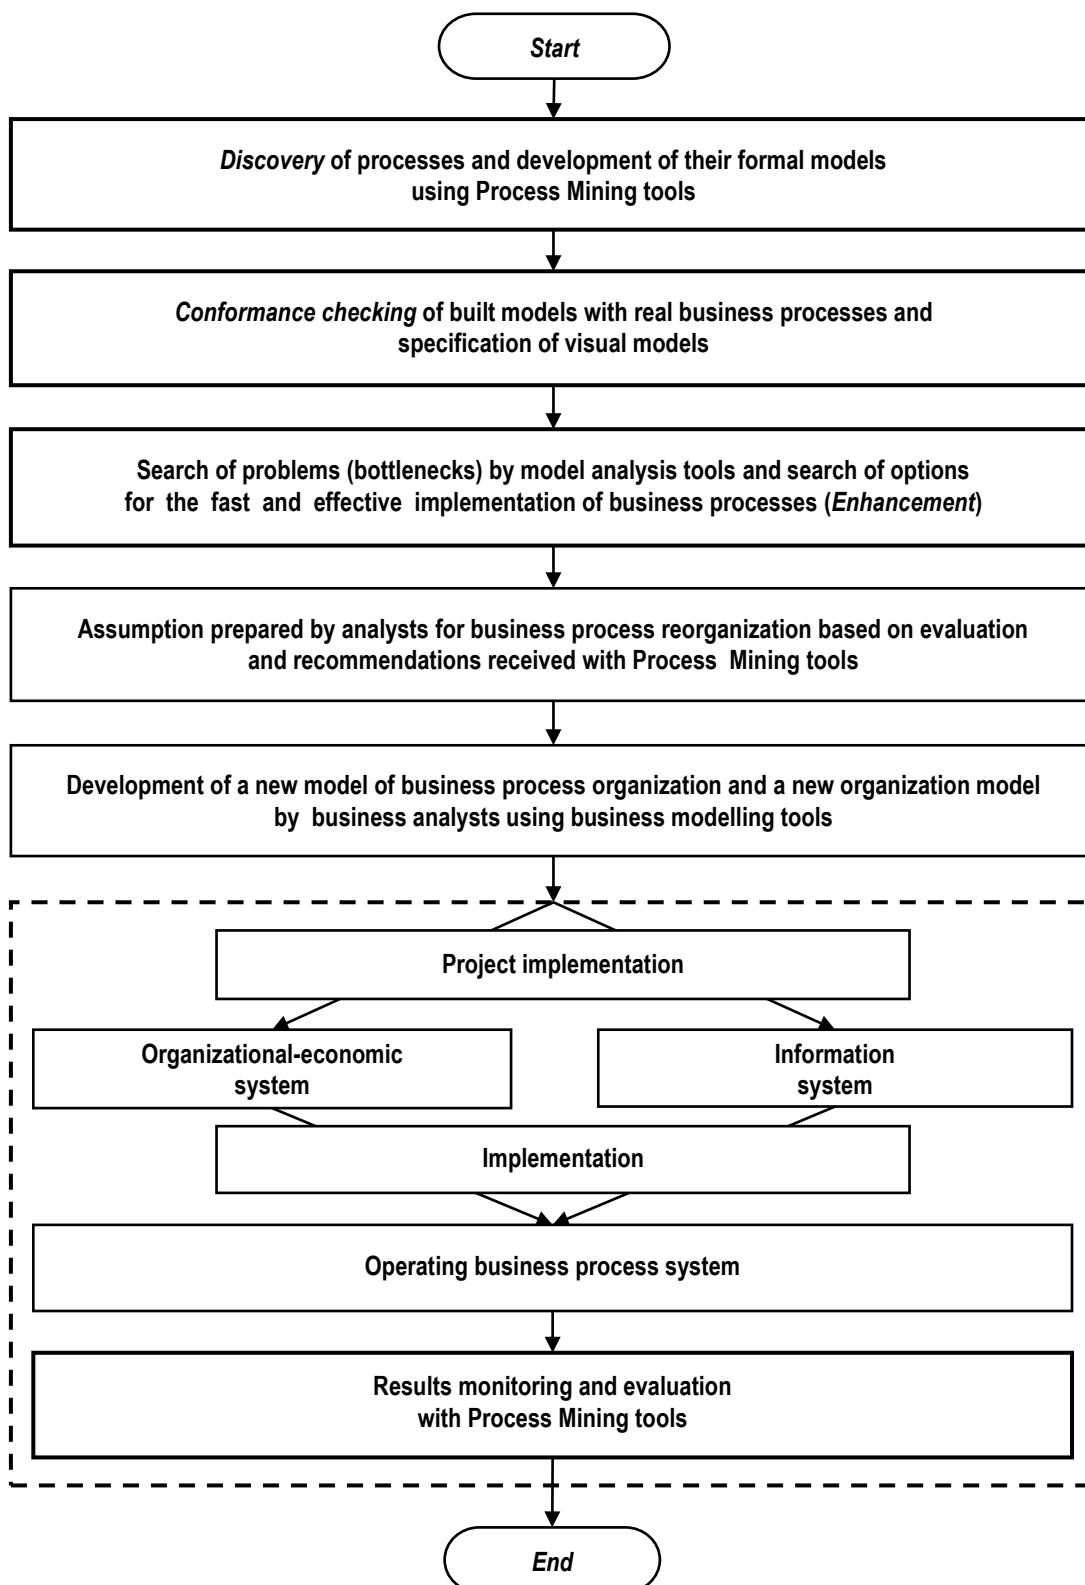 Start
Discovery of processes and development of their formal models
using Process Mining tools
Conformance checking of built models with real business processes and
specification of visual models
Search of problems (bottlenecks) by model analysis tools and search of options
for the fast and effective implementation of business processes (Enhancement)
Assumption prepared by analysts for business process reorganization based on evaluation
and recommendations received with Process Mining tools
Development of a new model of business process organization and a new organization model
by business analysts using business modelling tools
Project implementation
Organizational-economic
system
Information
system
Implementation
Operating business process system
Results monitoring and evaluation
with Process Mining tools
End